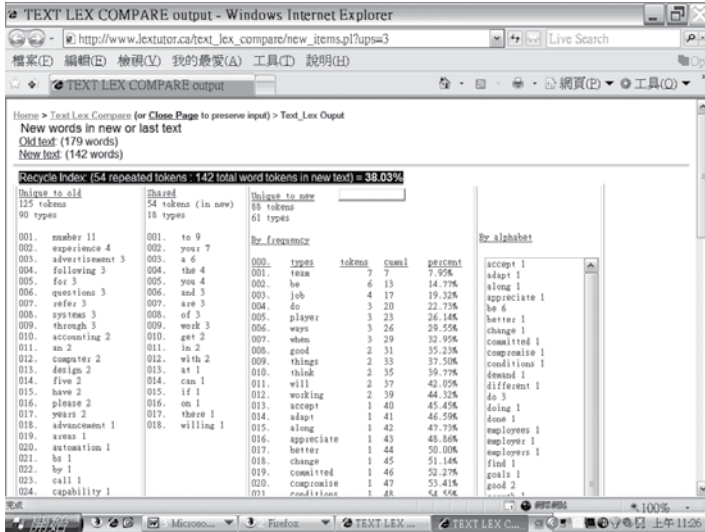 TEXT LEX COMPARE output - Windows Internet Explorer
http://www.lextutor.ca/text_lex_compare/new_items.pl?ups=3
Live Search
檔案(F) 編輯(E) 檢視(V) 我的最愛(A) 工具(T) 說明(H)
TEXT LEX COMPARE output
網頁(P) 工具(O)
Home > Text Lex Compare (or Close Page to preserve input) > Text_Lex Ouput
New words in new or last text
Old text: (179 words)
New text: (142 words)
Recycle Index: (54 repeated tokens : 142 total word tokens in new text) = 38.03%
Unique to old
125 tokens
90 types
001. number 11
002. experience 4
003. advertisement 3
004. following 3
005. for 3
006. questions 3
007. refer 3
008. systems 3
009. through 3
010. accounting 2
011. an 2
012. computer 2
013. design 2
014. five 2
015. have 2
016. please 2
017. years 2
018. advancement 1
019. areas 1
020. automation 1
021. bs 1
022. by 1
023. call 1
024. capability 1
Shared
54 tokens (in new)
18 types
001. to 9
002. your 7
003. a 6
004. the 4
005. you 4
006. and 3
007. are 3
008. of 3
009. work 3
010. get 2
011. in 2
012. with 2
013. at 1
014. can 1
015. if 1
016. on 1
017. there 1
018. willing 1
Unique to new
88 tokens
61 types
By frequency
000. types tokens cumul percent
001. team 7 7 7.95%
002. be 6 13 14.77%
003. job 4 17 19.32%
004. do 3 20 22.73%
005. player 3 23 26.14%
006. ways 3 26 29.55%
007. when 3 29 32.95%
008. good 2 31 35.23%
009. things 2 33 37.50%
010. think 2 35 39.77%
011. will 2 37 42.05%
012. working 2 39 44.32%
013. accept 1 40 45.45%
014. adapt 1 41 46.59%
015. along 1 42 47.73%
016. appreciate 1 43 48.86%
017. better 1 44 50.00%
018. change 1 45 51.14%
019. committed 1 46 52.27%
020. compromise 1 47 53.41%
021 conditions 1 48 54.55%
By alphabet
accept 1
adapt 1
along 1
appreciate 1
be 6
better 1
change 1
committed 1
compromise 1
conditions 1
demand 1
different 1
do 3
doing 1
done 1
employees 1
employer 1
employers 1
find 1
goals 1
good 2
growth 1
完成
100%
開始
Microso...
Firefox
TEXT LEX ...
TEXT LEX C...
上午 11:26